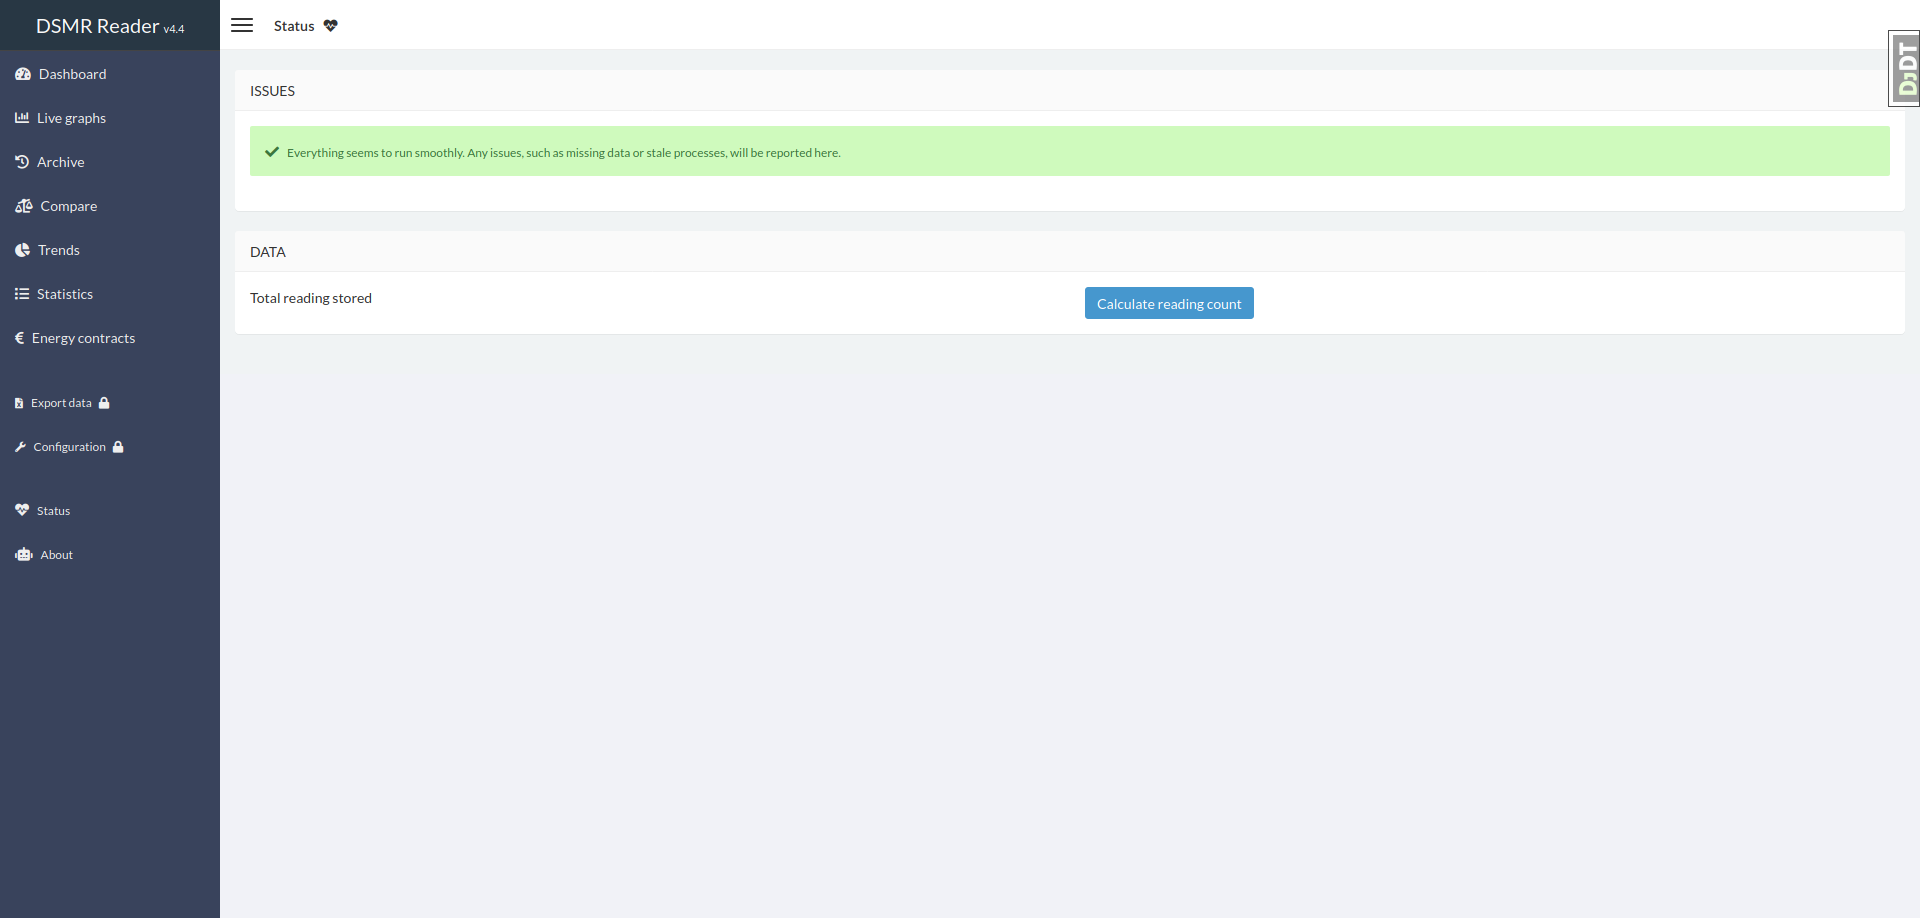 DSMR Reader v4.4
Dashboard
Live graphs
Archive
Compare
Trends
Statistics
€ Energy contracts
Export data
Configuration
Status
About
Status
DJDT
ISSUES
Everything seems to run smoothly. Any issues, such as missing data or stale processes, will be reported here.
DATA
Total reading stored
Calculate reading count